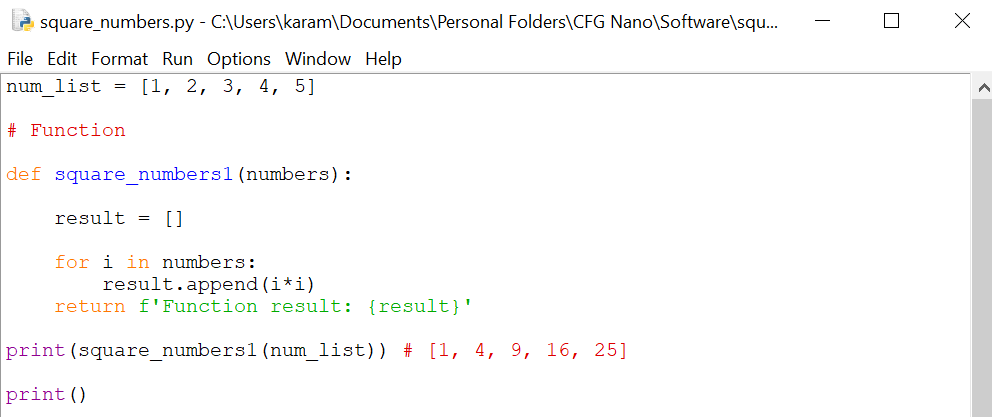 square_numbers.py - C:\Users\karam\Documents\Personal Folders\CFG Nano\Software\squ...
File Edit Format Run Options Window Help
num_list = [1, 2, 3, 4, 5]
# Function
def square_numbers1(numbers):
    result = []
    for i in numbers:
        result.append(i*i)
    return f'Function result: {result}'
print(square_numbers1(num_list)) # [1, 4, 9, 16, 25]
print()